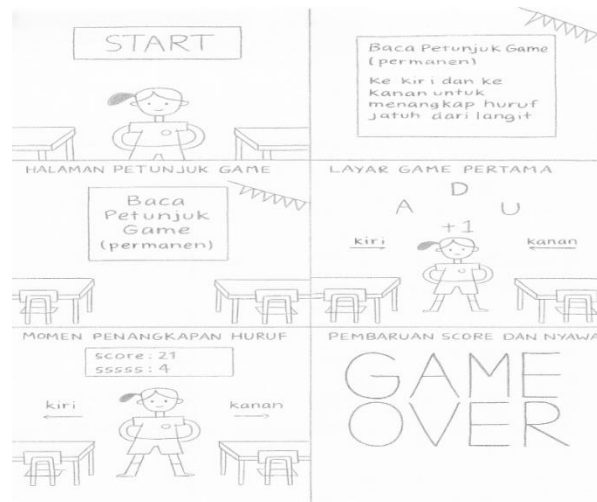 START
Baca Petunjuk Game
(permanen)
Ke kiri dan ke
kanan untuk
menangkap huruf
jatuh dari langit
HALAMAN PETUNJUK GAME
Baca
Petunjuk
Game
(permanen)
LAYAR GAME PERTAMA
A D U
+1
kiri kanan
MOMEN PENANGKAPAN HURUF
score: 21
sssss: 4
kiri kanan
PEMBARUAN SCORE DAN NYAWA
GAME
OVER